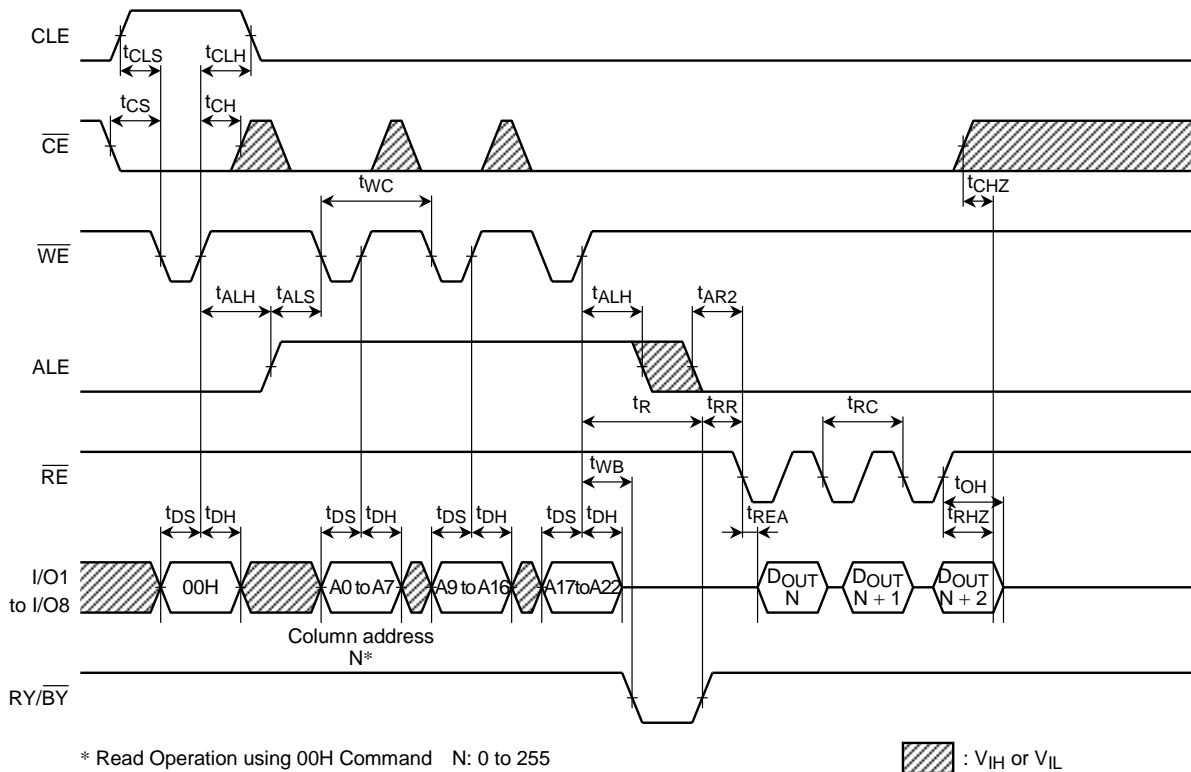 CLE
tCLS
tCLH
tCS
tCH
CE
tWC
tCHZ
WE
tALH
tALS
tALH
tAR2
ALE
tR
tRR
tRC
RE
tWB
tOH
tDS
tDH
tDS
tDH
tDS
tDH
tDS
tDH
tREA
tRHZ
I/O1
to I/O8
00H
A0 to A7
A9 to A16
A17 to A22
DOUT
N
DOUT
N + 1
DOUT
N + 2
Column address
N*
RY/BY
* Read Operation using 00H Command N: 0 to 255
: VIH or VIL